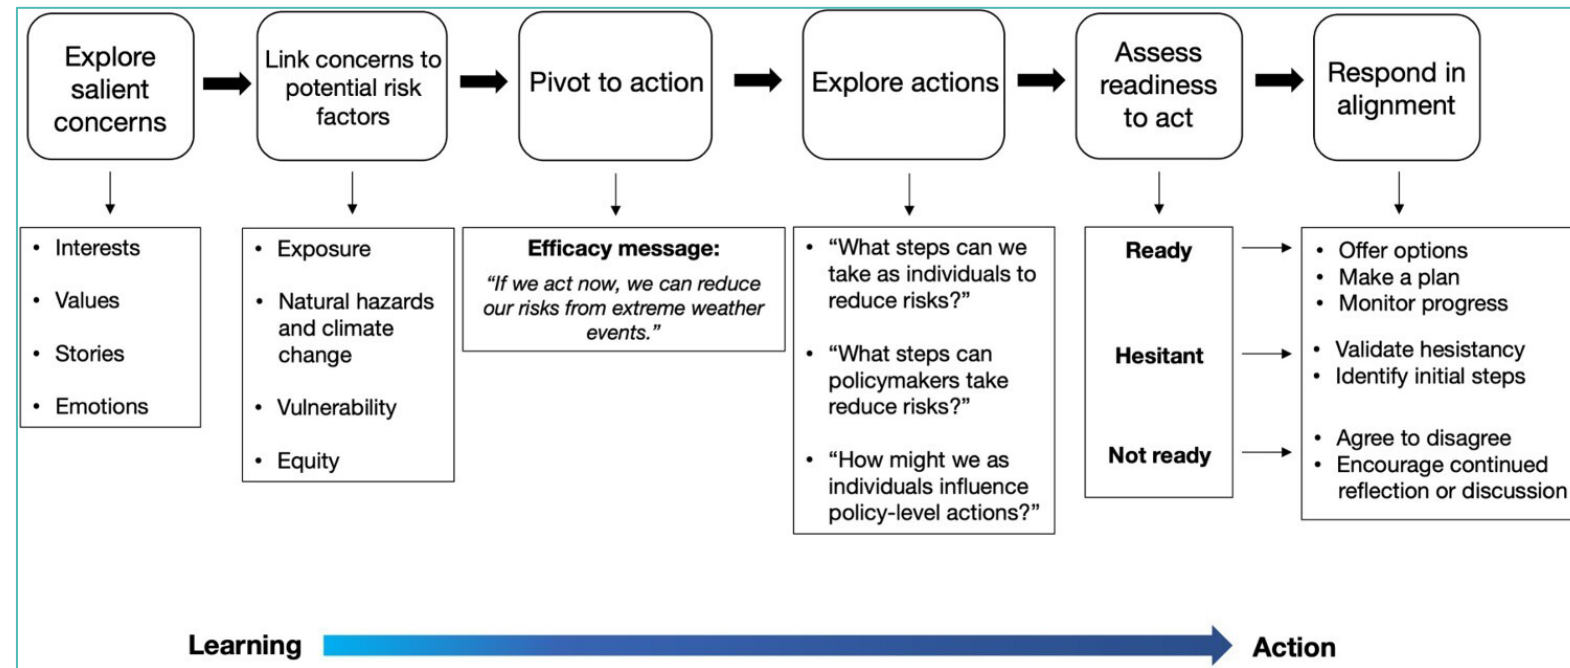 Explore
salient
concerns
Link concerns to
potential risk
factors
Pivot to action
Explore actions
Assess
readiness
to act
Respond in
alignment
• Interests
• Values
• Stories
• Emotions
• Exposure
• Natural hazards
and climate
change
• Vulnerability
• Equity
Efficacy message:
“If we act now, we can reduce
our risks from extreme weather
events.”
• “What steps can we
take as individuals to
reduce risks?”
• “What steps can
policymakers take
reduce risks?”
• “How might we as
individuals influence
policy-level actions?”
Ready
Hesitant
Not ready
• Offer options
• Make a plan
• Monitor progress
• Validate hesistancy
• Identify initial steps
• Agree to disagree
• Encourage continued
reflection or discussion
Learning
Action